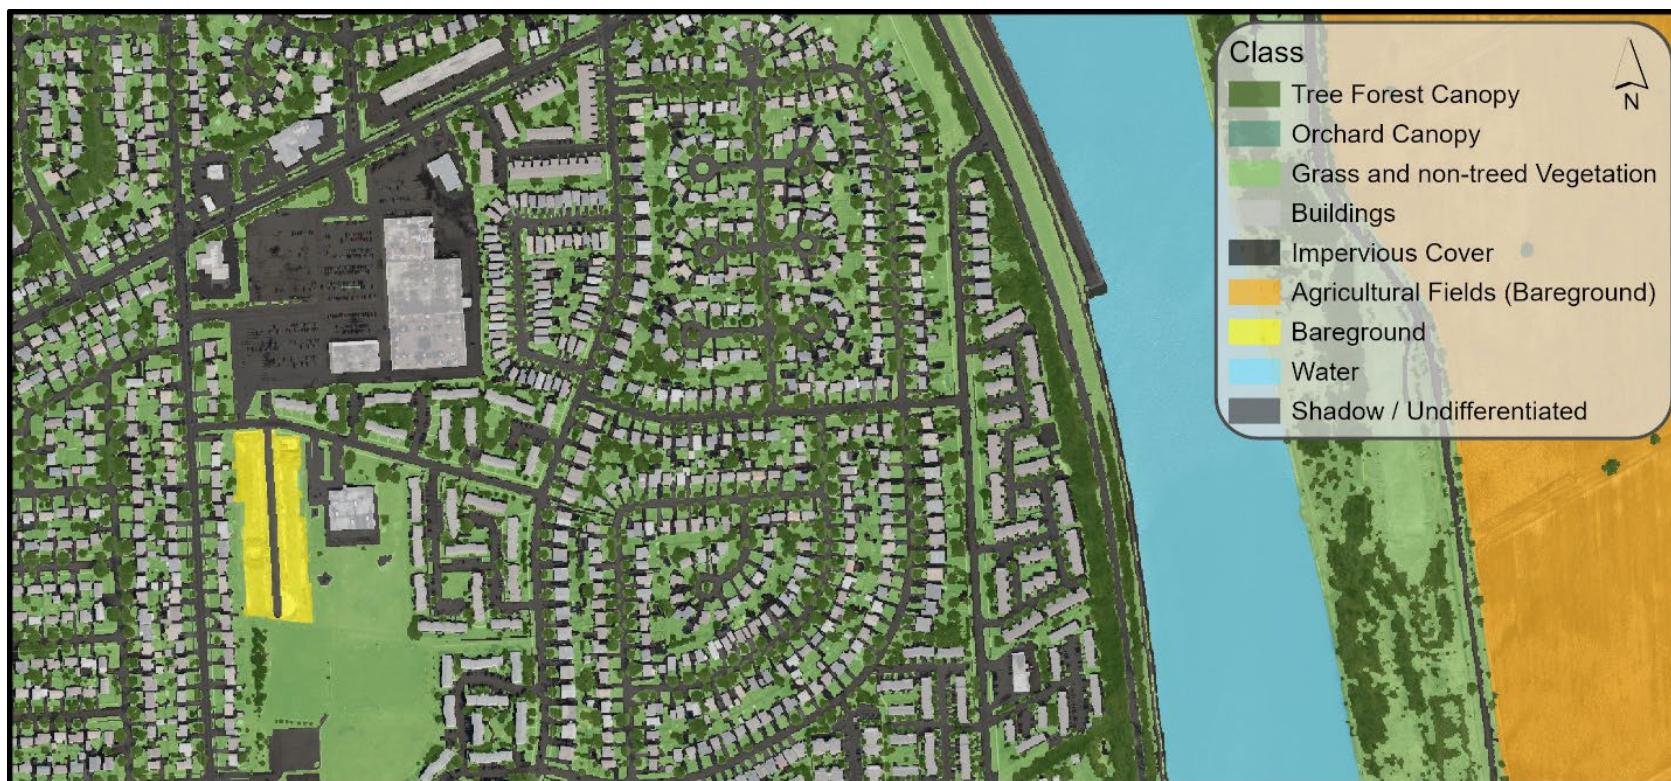 Class
N
Tree Forest Canopy
Orchard Canopy
Grass and non-treed Vegetation
Buildings
Impervious Cover
Agricultural Fields (Bareground)
Bareground
Water
Shadow / Undifferentiated